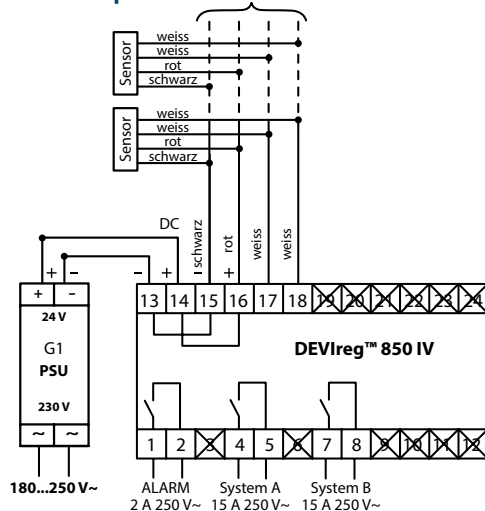 Sensor
weiss
weiss
rot
schwarz
Sensor
weiss
weiss
rot
schwarz
DC
– schwarz
+ rot
weiss
weiss
+ –
– +
+ –
24 V
G1
PSU
230 V
~ ~
180...250 V~
13 14 15 16 17 18 19 20 21 22 23 24
DEVIreg™ 850 IV
1 2 3 4 5 6 7 8 9 10 11 12
ALARM System A System B
2 A 250 V~ 15 A 250 V~ 15 A 250 V~